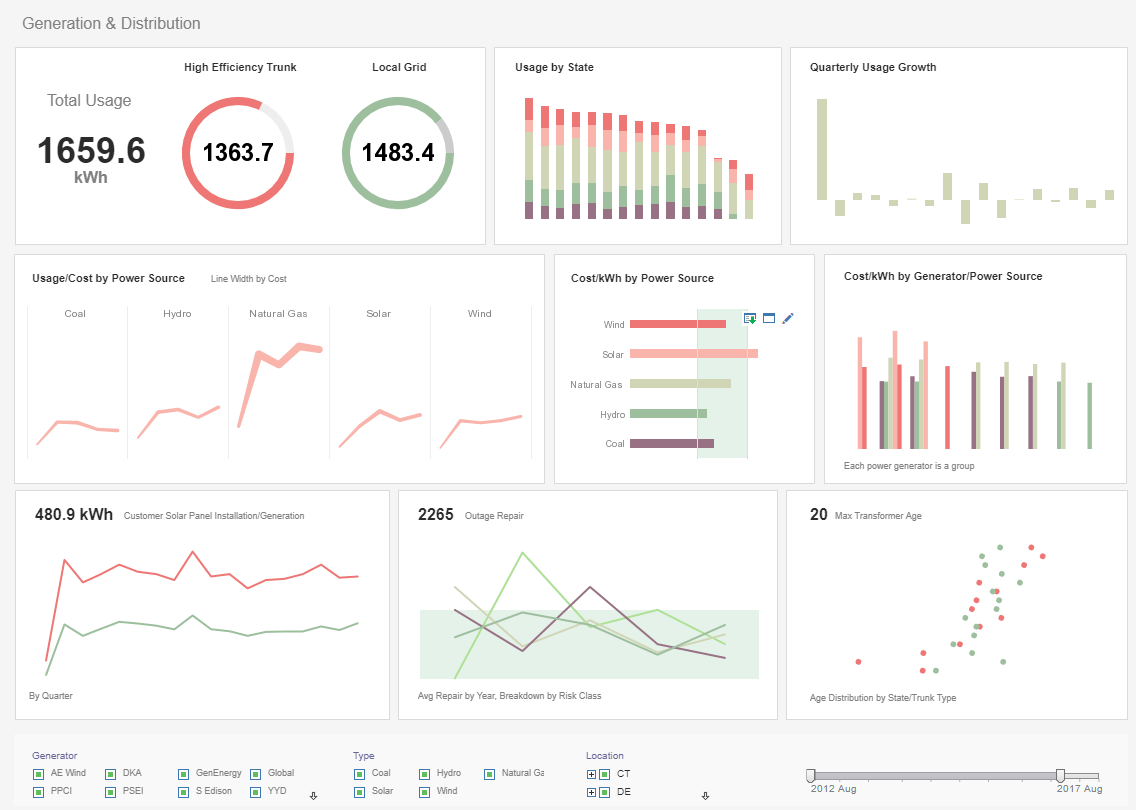 Generation & Distribution
High Efficiency Trunk
Local Grid
Total Usage
1659.6
kWh
1363.7
1483.4
Usage by State
Quarterly Usage Growth
Usage/Cost by Power Source
Line Width by Cost
Coal
Hydro
Natural Gas
Solar
Wind
Cost/kWh by Power Source
Wind
Solar
Natural Gas
Hydro
Coal
Cost/kWh by Generator/Power Source
Each power generator is a group
480.9 kWh Customer Solar Panel Installation/Generation
By Quarter
2265 Outage Repair
Avg Repair by Year, Breakdown by Risk Class
20 Max Transformer Age
Age Distribution by State/Trunk Type
Generator
AE Wind
DKA
GenEnergy
Global
PPCI
PSEI
S Edison
YYD
Type
Coal
Hydro
Natural Ga
Solar
Wind
Location
CT
DE
2012 Aug
2017 Aug